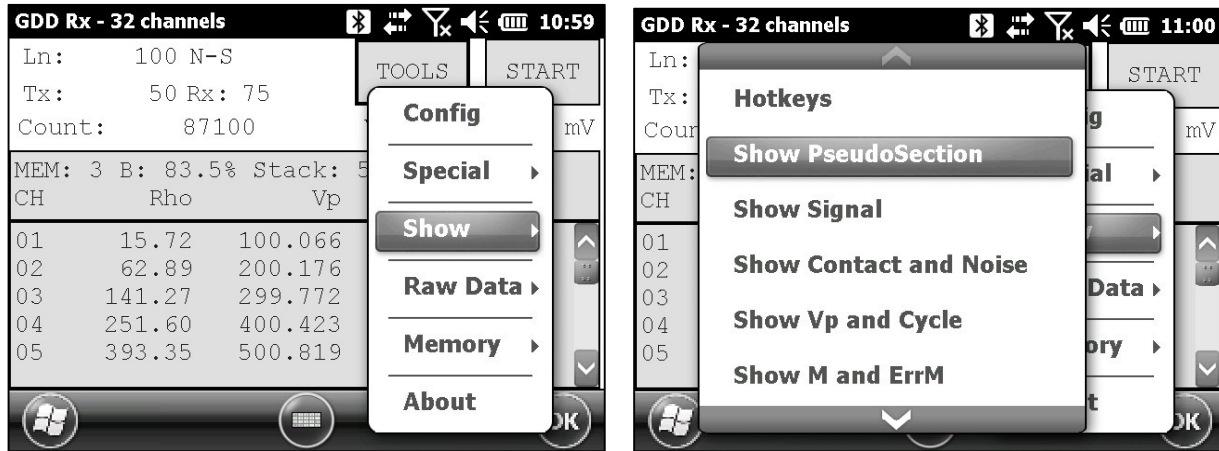 GDD Rx - 32 channels 10:59
Ln: 100 N-S
TOOLS START
Tx: 50 Rx: 75
Count: 87100 mV
MEM: 3 B: 83.5% Stack: 5
CH Rho Vp
01 15.72 100.066
02 62.89 200.176
03 141.27 299.772
04 251.60 400.423
05 393.35 500.819
Config
Special
Show
Raw Data
Memory
About
GDD Rx - 32 channels 11:00
Ln:
START
Tx:
Cour
mV
MEM:
CH
01
02
03
04
05
Hotkeys
Show PseudoSection
Show Signal
Show Contact and Noise
Show Vp and Cycle
Show M and ErrM
g
ial
Data
ory
t
OK